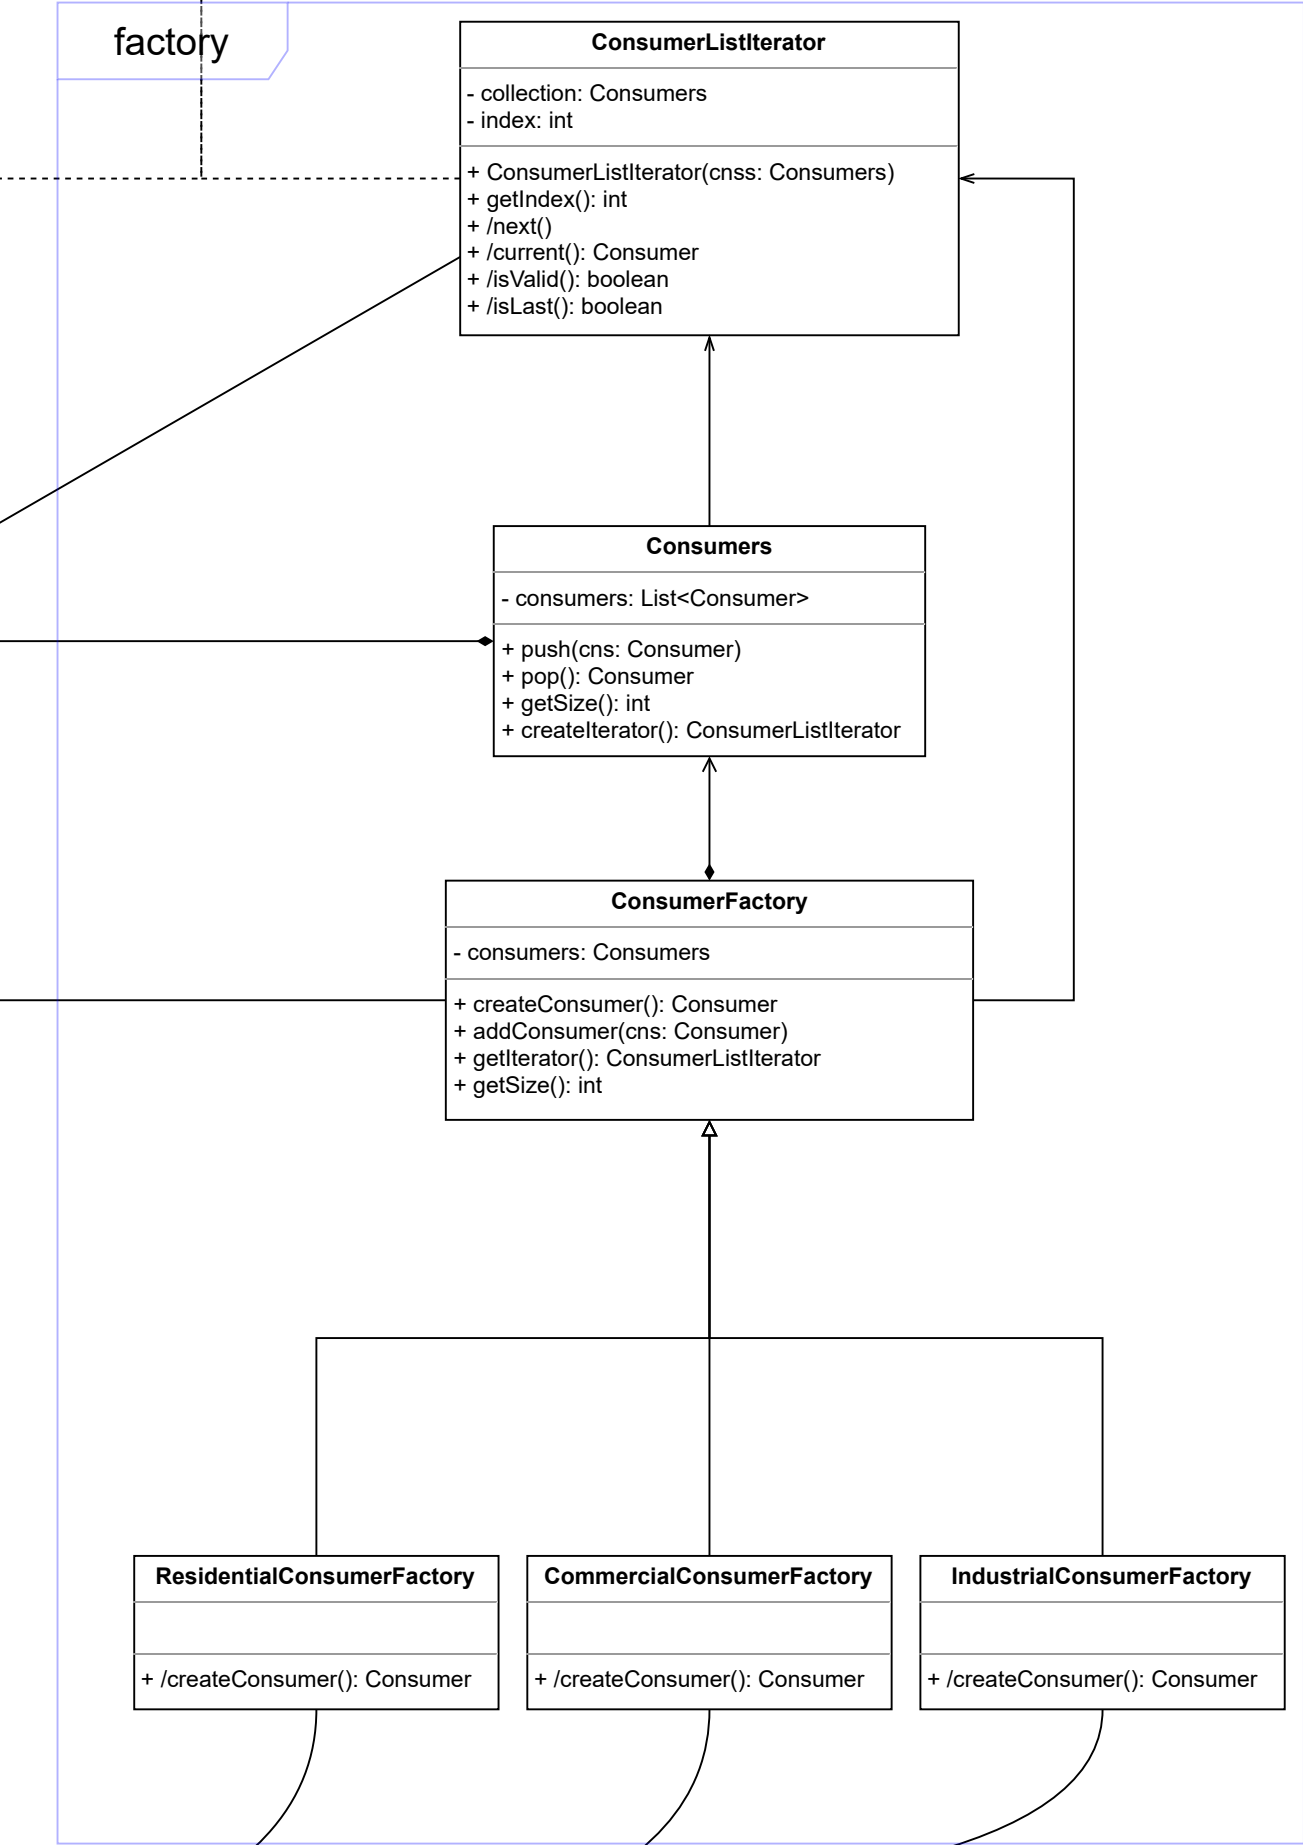 factory
ConsumerListIterator
- collection: Consumers
- index: int
+ ConsumerListIterator(cnss: Consumers)
+ getIndex(): int
+ /next()
+ /current(): Consumer
+ /isValid(): boolean
+ /isLast(): boolean
Consumers
- consumers: List<Consumer>
+ push(cns: Consumer)
+ pop(): Consumer
+ getSize(): int
+ createIterator(): ConsumerListIterator
ConsumerFactory
- consumers: Consumers
+ createConsumer(): Consumer
+ addConsumer(cns: Consumer)
+ getIterator(): ConsumerListIterator
+ getSize(): int
ResidentialConsumerFactory
+ /createConsumer(): Consumer
CommercialConsumerFactory
+ /createConsumer(): Consumer
IndustrialConsumerFactory
+ /createConsumer(): Consumer